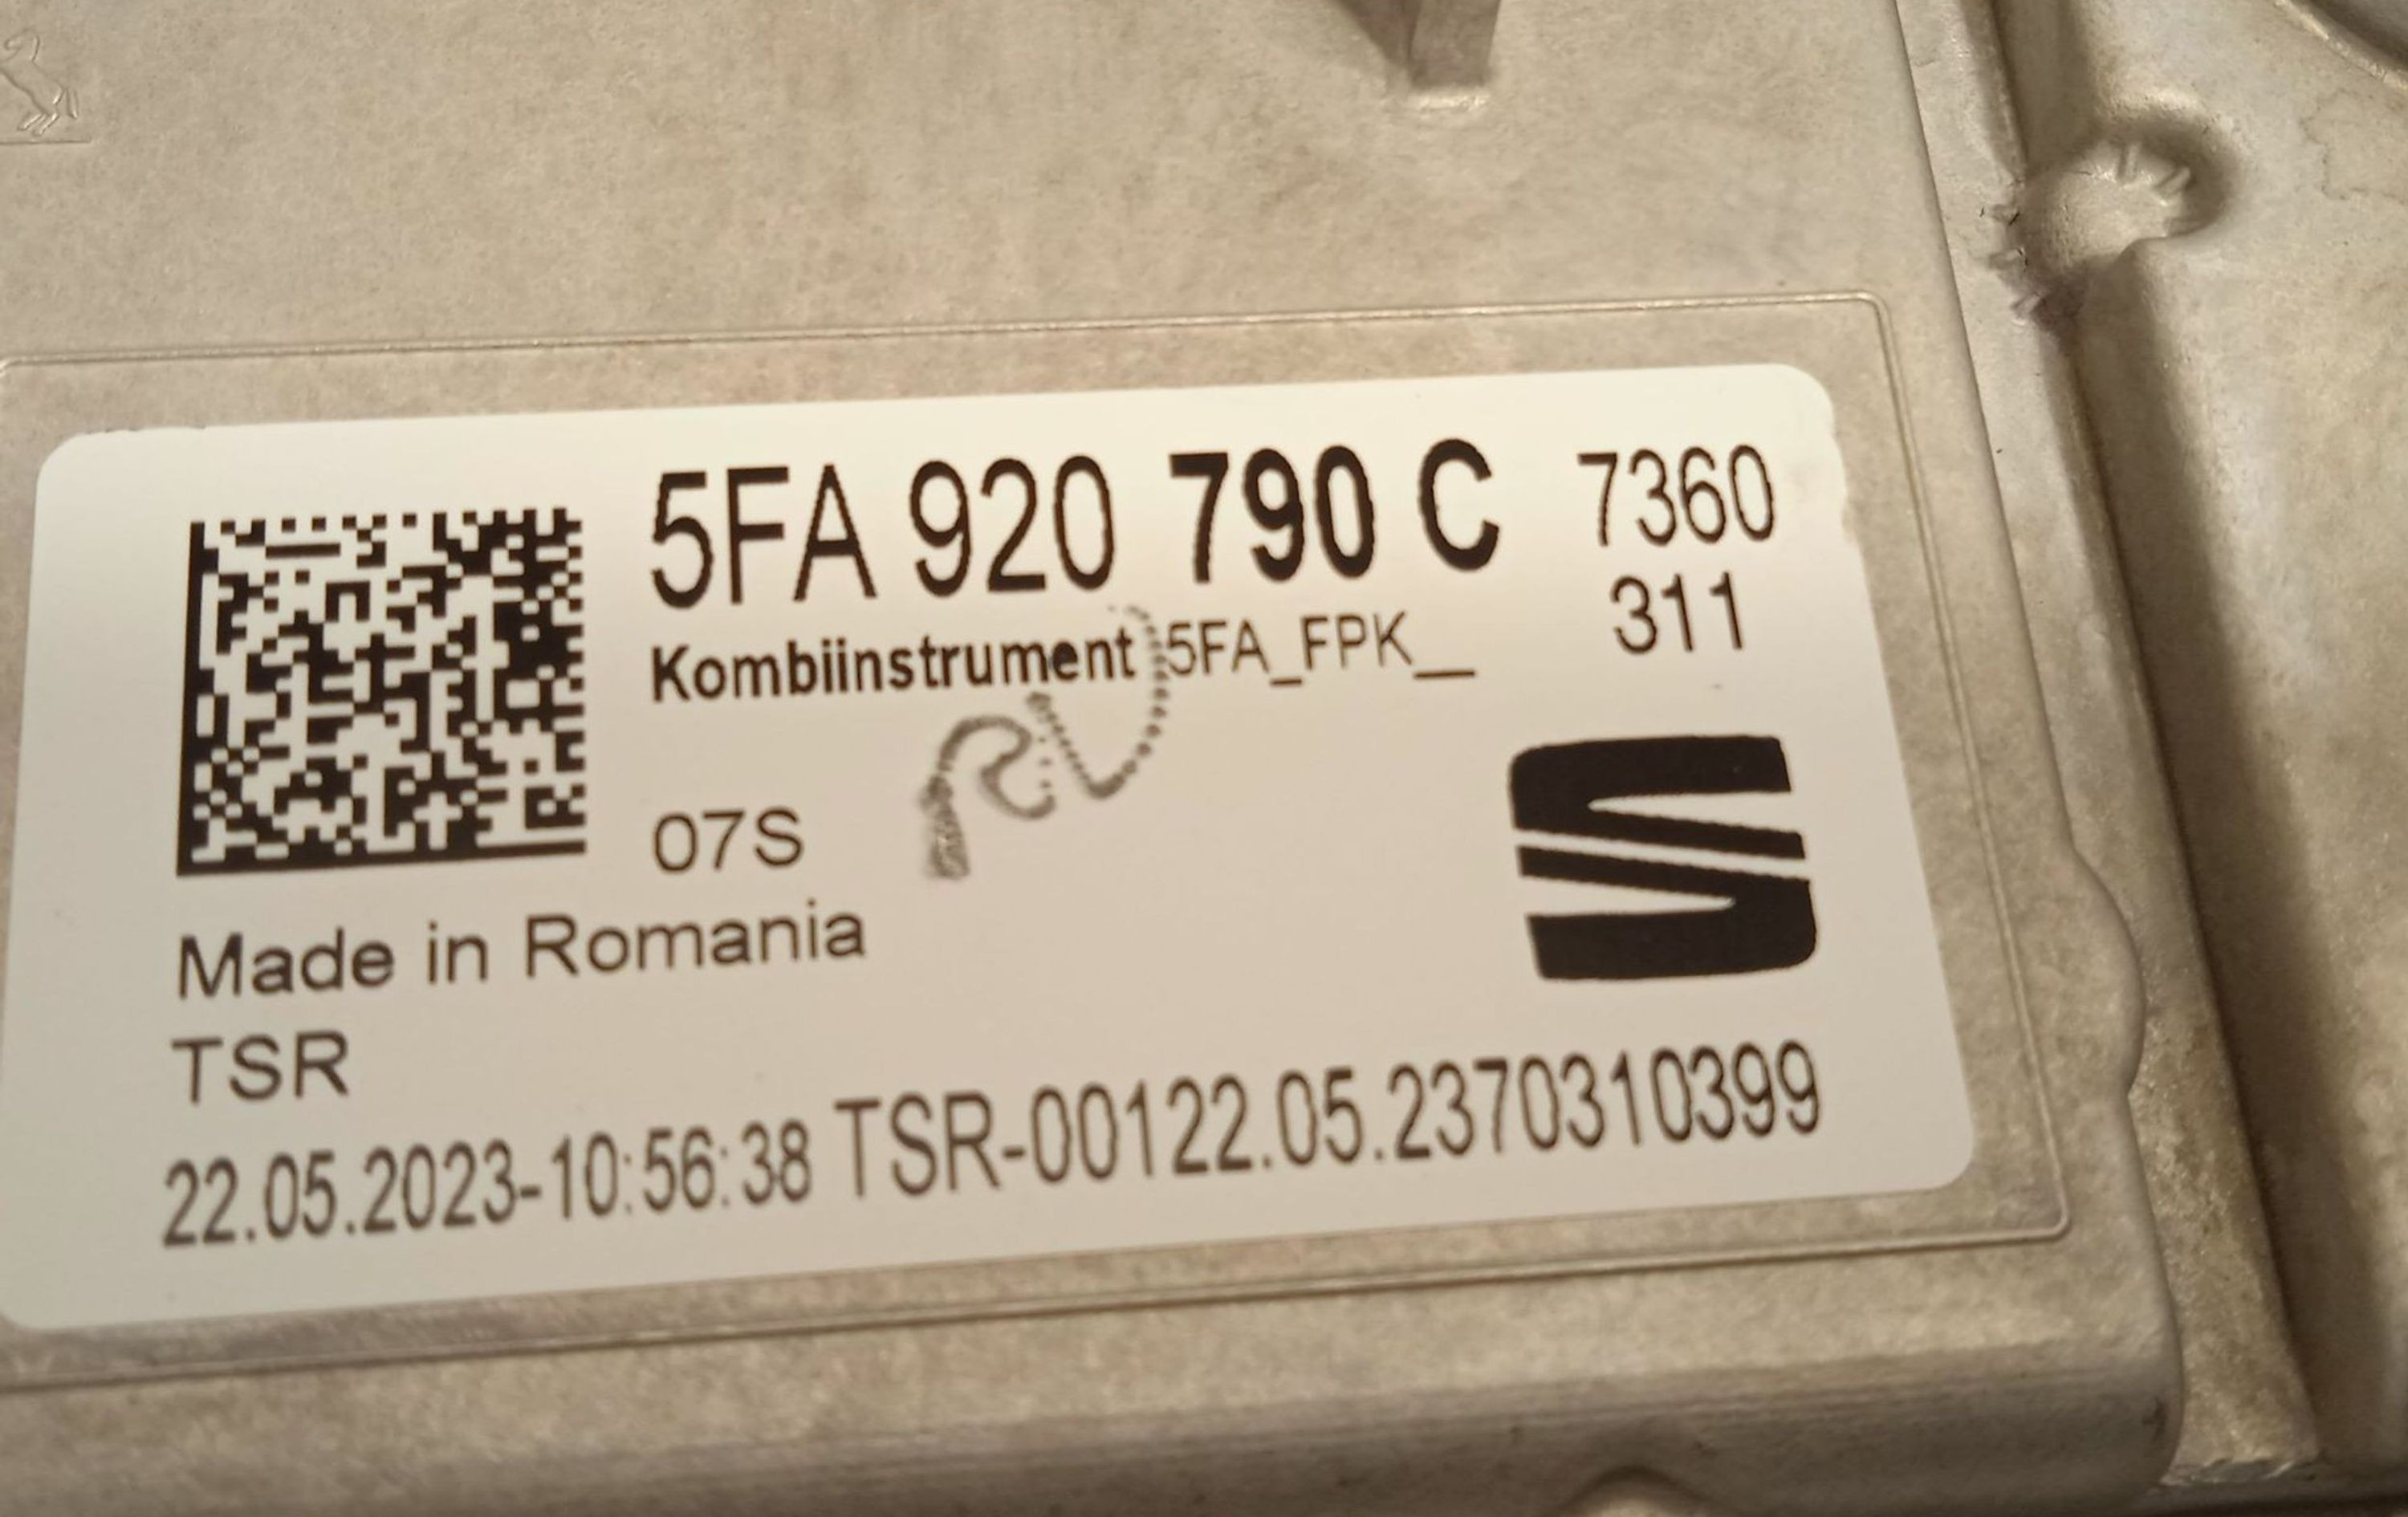 5FA 920 790 C 7360
311
Kombiinstrument 5FA_FPK__
07S
Made in Romania
TSR
22.05.2023-10:56:38 TSR-00122.05.2370310399